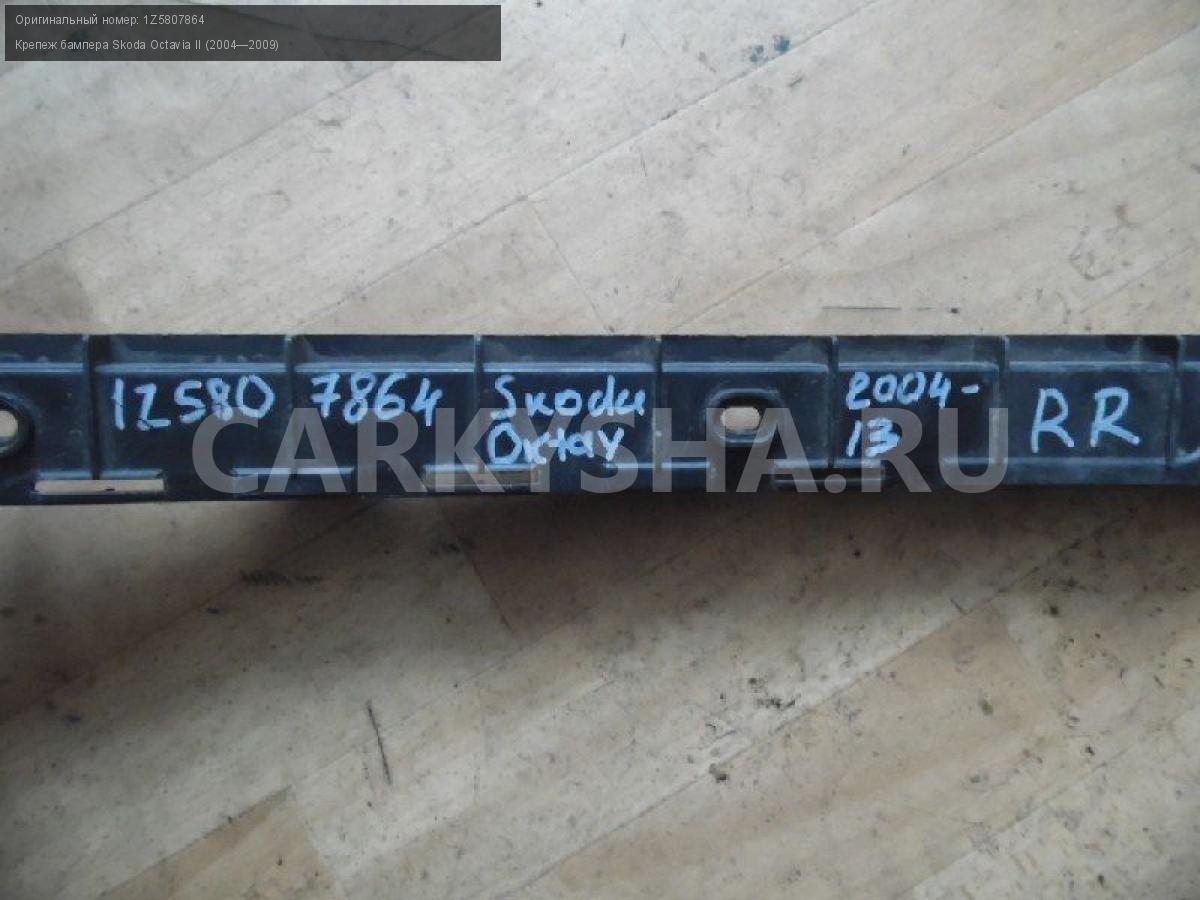 Оригинальный номер: 1Z5807864
Крепеж бампера Skoda Octavia II (2004—2009)
1Z580 7864 Skoda 2004- RR
Octav 13
CARKYSHA.RU